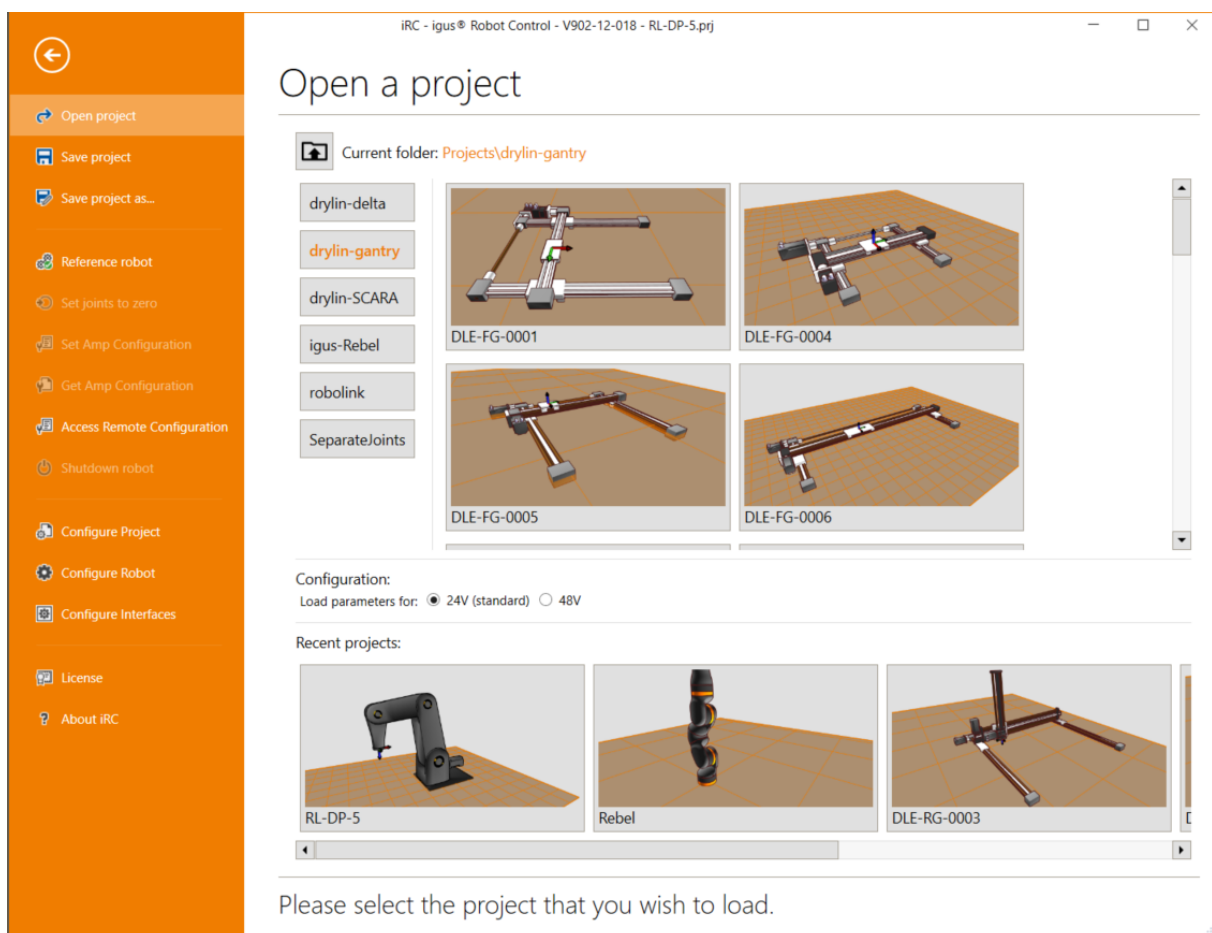 iRC - igus® Robot Control - V902-12-018 - RL-DP-5.prj
Open project
Save project
Save project as...
Reference robot
Set joints to zero
Set Amp Configuration
Get Amp Configuration
Access Remote Configuration
Shutdown robot
Configure Project
Configure Robot
Configure Interfaces
License
About iRC
Open a project
Current folder: Projects\drylin-gantry
drylin-delta
drylin-gantry
drylin-SCARA
igus-Rebel
robolink
SeparateJoints
DLE-FG-0001
DLE-FG-0004
DLE-FG-0005
DLE-FG-0006
Configuration:
Load parameters for: 24V (standard) 48V
Recent projects:
RL-DP-5
Rebel
DLE-RG-0003
Please select the project that you wish to load.